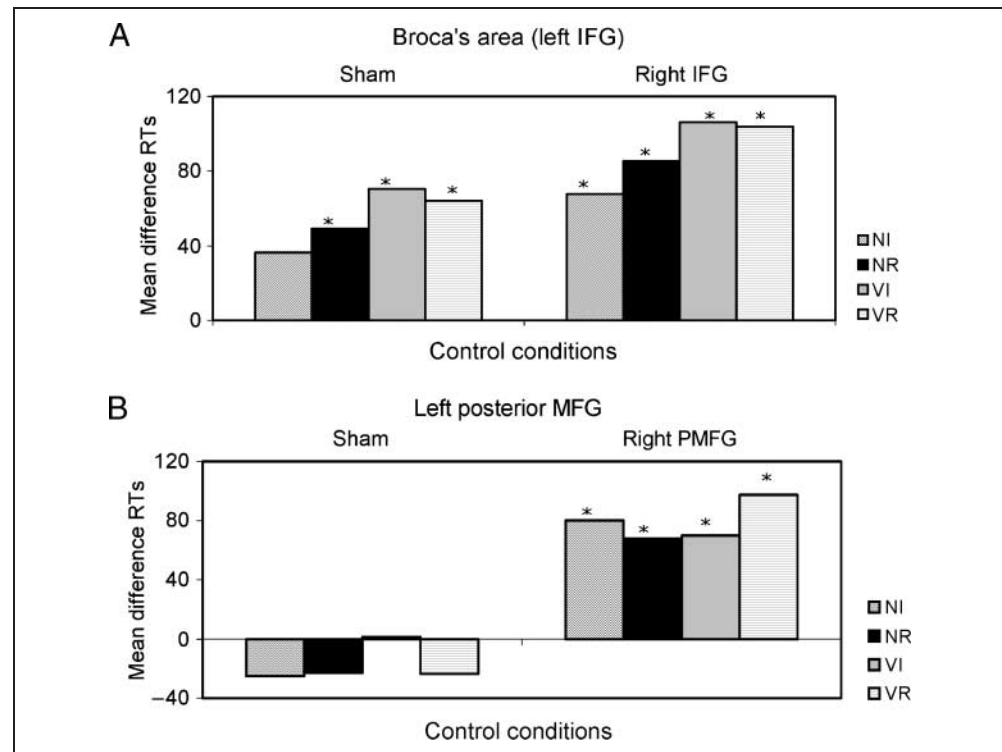 A
Broca's area (left IFG)
Sham Right IFG
Mean difference RTs
120
80
40
0
* * * * * * *
NI
NR
VI
VR
Control conditions
B
Left posterior MFG
Sham Right PMFG
Mean difference RTs
120
80
40
0
–40
* * * *
NI
NR
VI
VR
Control conditions